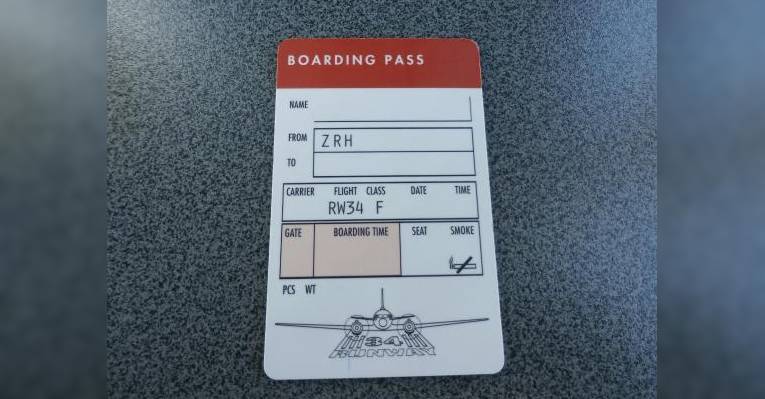 BOARDING PASS
NAME
FROM ZRH
TO
CARRIER FLIGHT CLASS DATE TIME
RW34 F
GATE BOARDING TIME SEAT SMOKE
PCS WT
34
RUNWAY